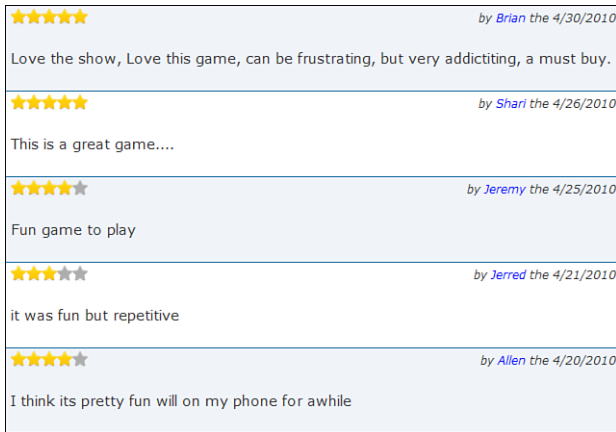 by Brian the 4/30/2010
Love the show, Love this game, can be frustrating, but very addictiting, a must buy.
by Shari the 4/26/2010
This is a great game....
by Jeremy the 4/25/2010
Fun game to play
by Jerred the 4/21/2010
it was fun but repetitive
by Allen the 4/20/2010
I think its pretty fun will on my phone for awhile